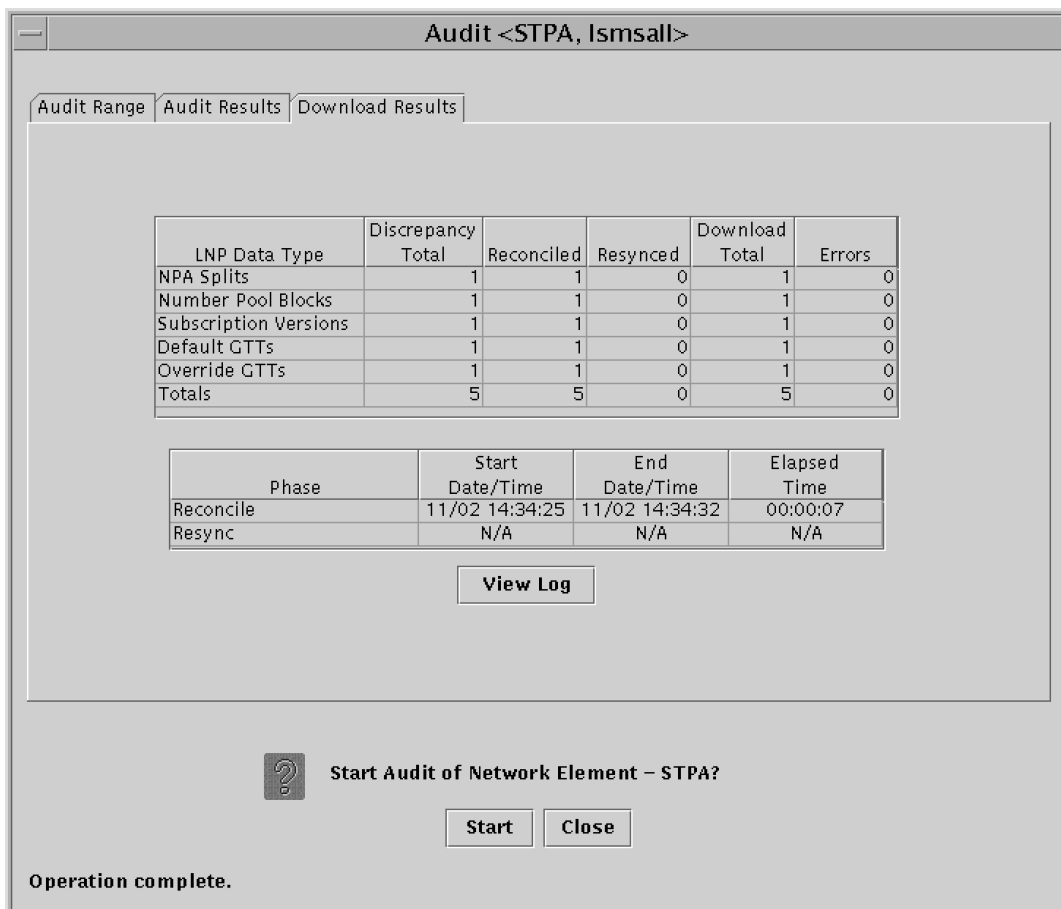 Audit <STPA, lsmsall>
Audit Range Audit Results Download Results
LNP Data Type Discrepancy Total Reconciled Resynced Download Total Errors
NPA Splits 1 1 0 1 0
Number Pool Blocks 1 1 0 1 0
Subscription Versions 1 1 0 1 0
Default GTTs 1 1 0 1 0
Override GTTs 1 1 0 1 0
Totals 5 5 0 5 0
Phase Start Date/Time End Date/Time Elapsed Time
Reconcile 11/02 14:34:25 11/02 14:34:32 00:00:07
Resync N/A N/A N/A
View Log
Start Audit of Network Element – STPA?
Start Close
Operation complete.